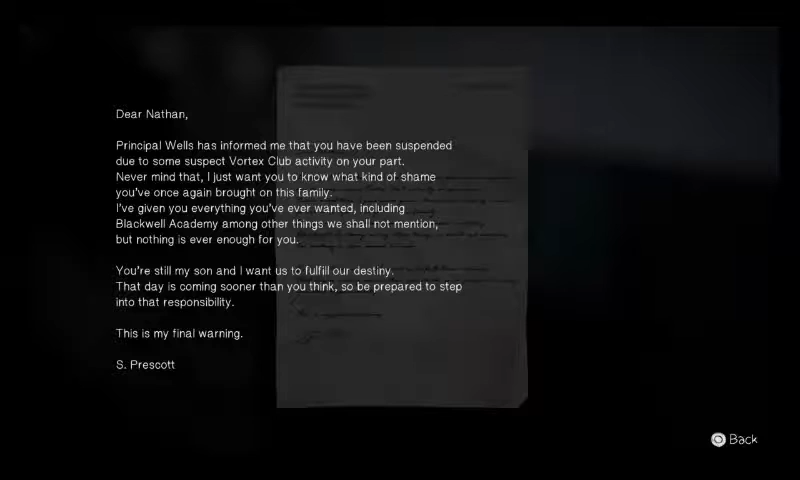 Dear Nathan,
Principal Wells has informed me that you have been suspended
due to some suspect Vortex Club activity on your part.
Never mind that, I just want you to know what kind of shame
you've once again brought on this family.
I've given you everything you've ever wanted, including
Blackwell Academy among other things we shall not mention,
but nothing is ever enough for you.
You're still my son and I want us to fulfill our destiny.
That day is coming sooner than you think, so be prepared to step
into that responsibility.
This is my final warning.
S. Prescott
Back